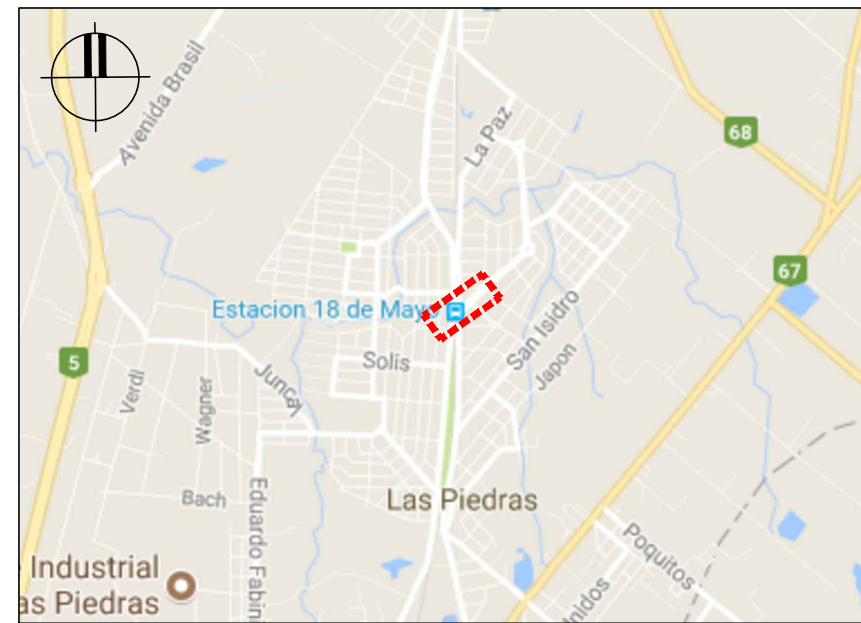 Avenida Brasil
La Paz
68
67
Estacion 18 de Mayo
San Isidro
Japon
Solis
5
Verdi
Wagner
Juncal
Bach
Eduardo Fabini
Las Piedras
Poquitos
Industrial
as Piedras
Unidos